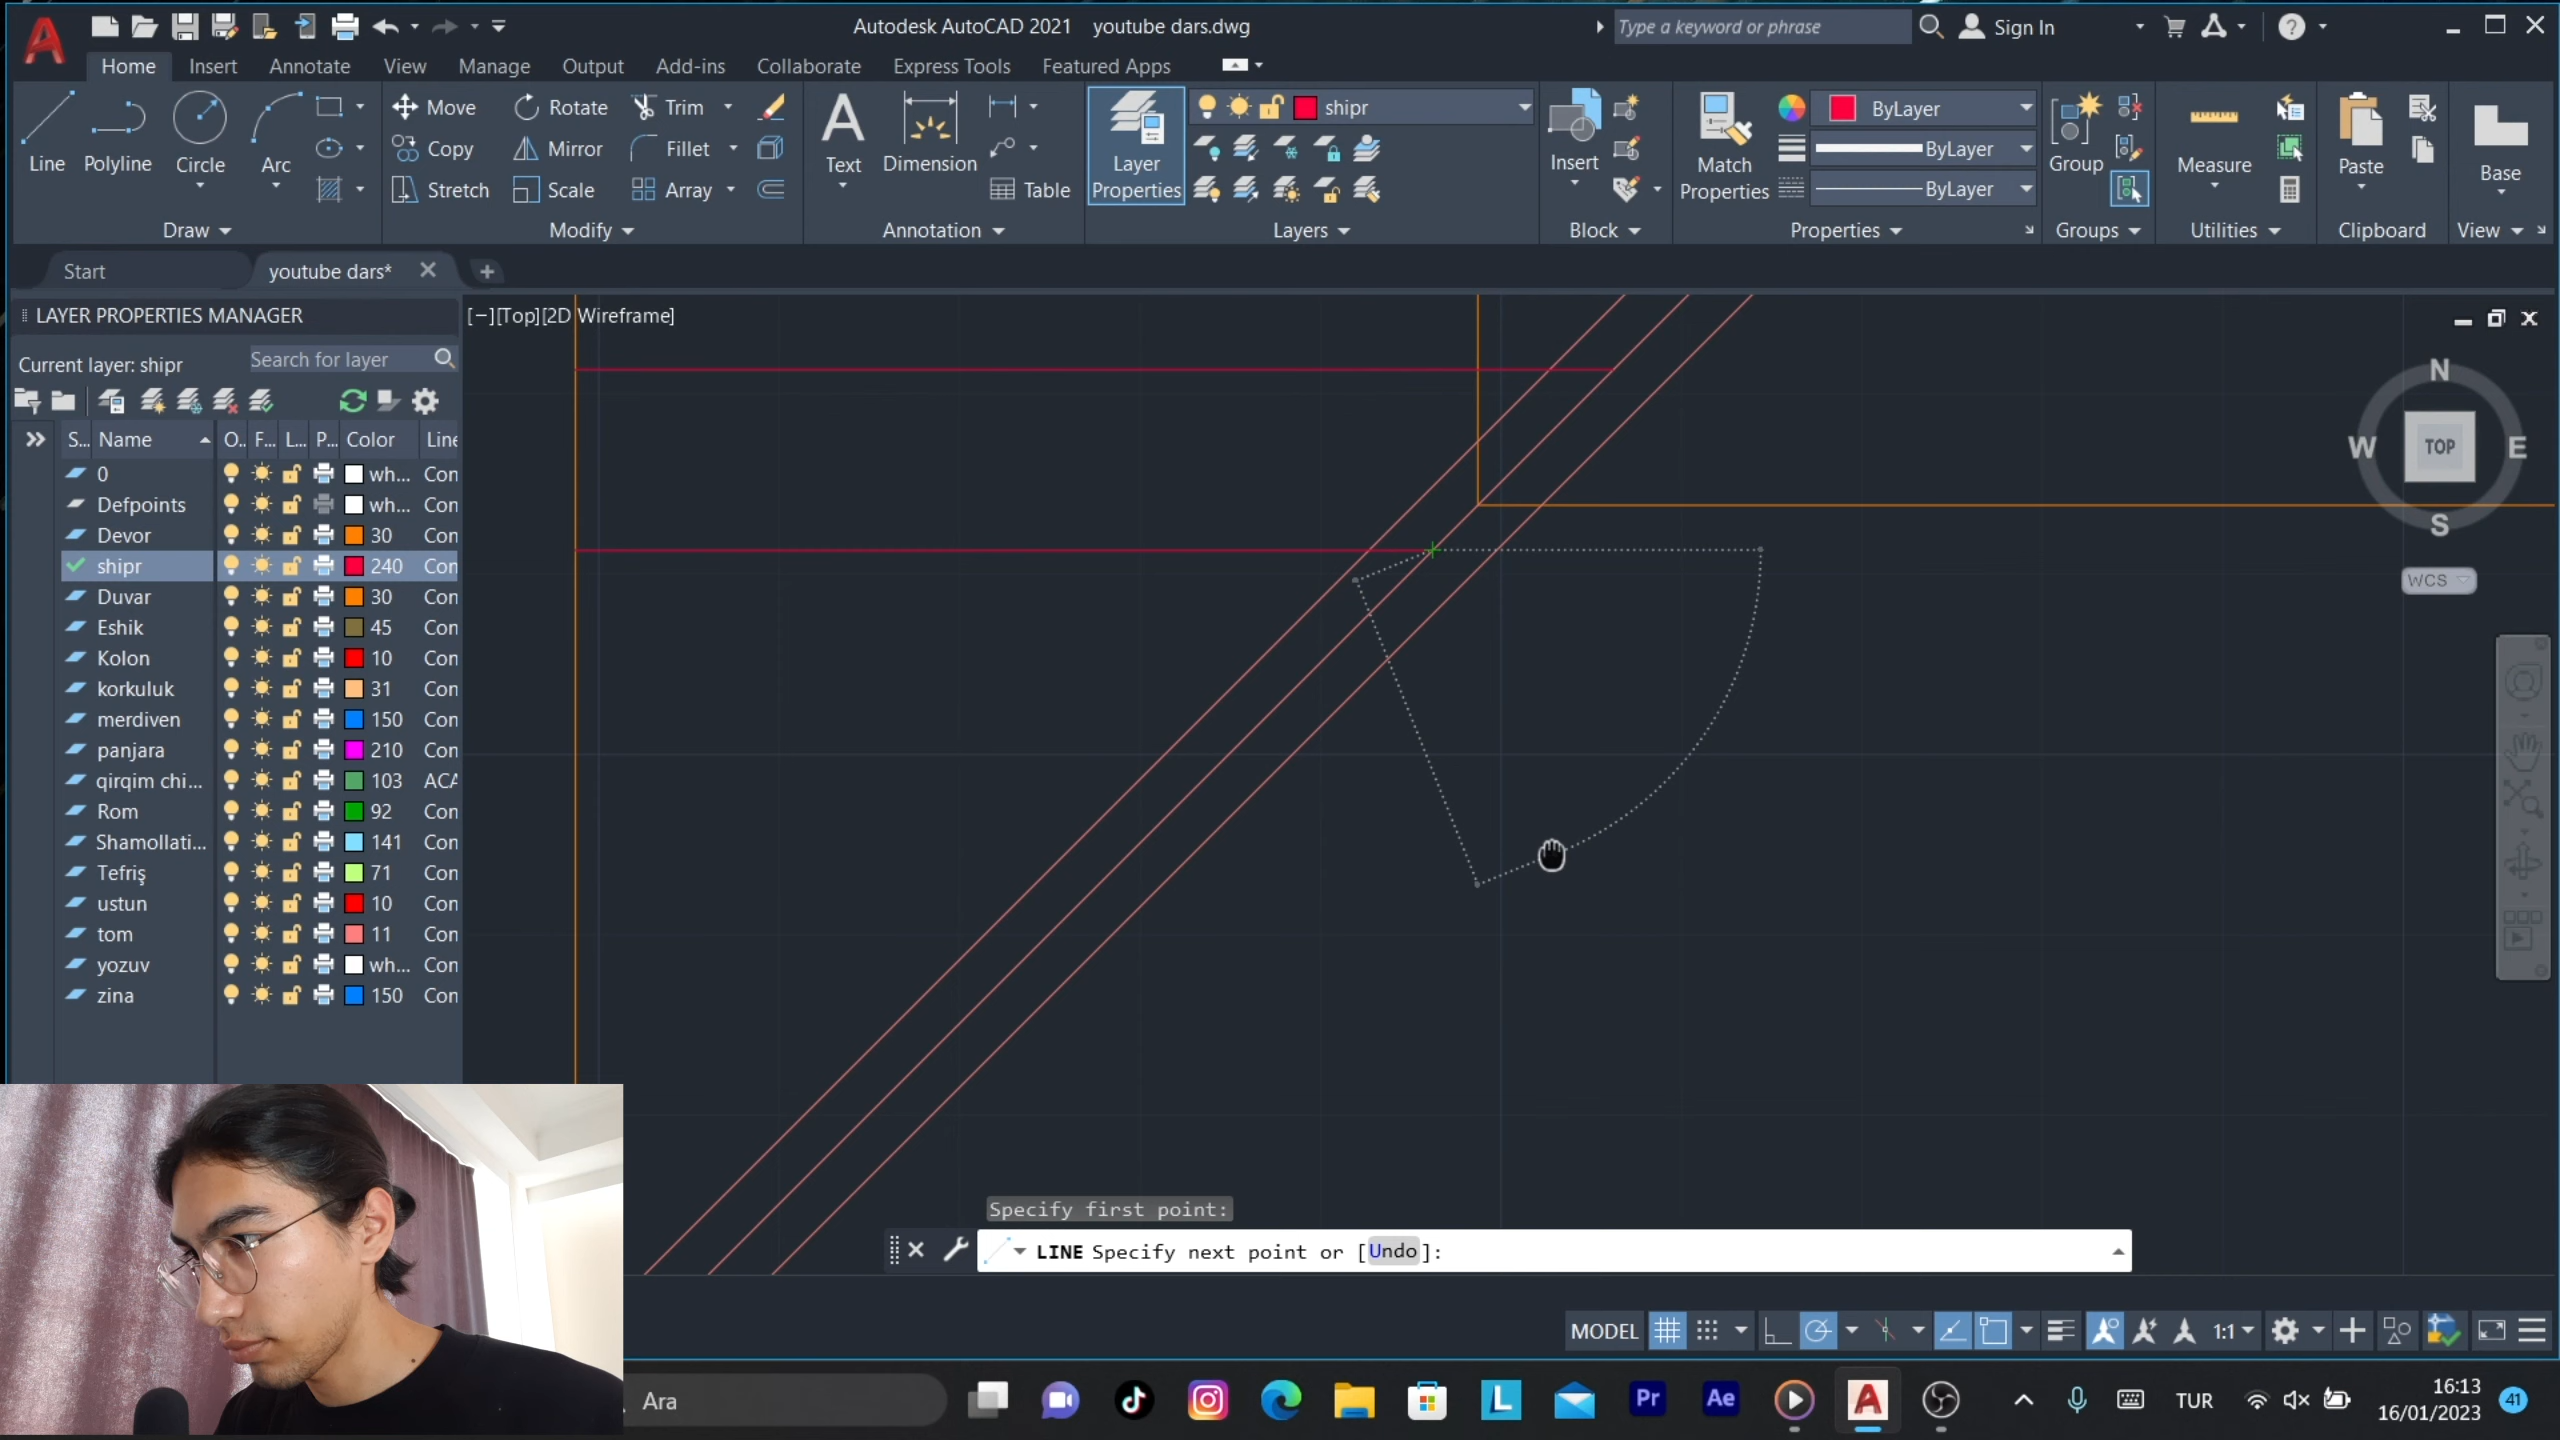 Autodesk AutoCAD 2021 youtube dars.dwg
Type a keyword or phrase
Sign In
Home Insert Annotate View Manage Output Add-ins Collaborate Express Tools Featured Apps
Line Polyline Circle Arc
Move Rotate Trim
Copy Mirror Fillet
Stretch Scale Array
Text Dimension Table
Layer Properties
shipr
Insert
Match Properties
ByLayer
ByLayer
ByLayer
Group
Measure
Paste
Base
Draw Modify Annotation Layers Block Properties Groups Utilities Clipboard View
Start youtube dars*
LAYER PROPERTIES MANAGER
[−][Top][2D Wireframe]
Current layer: shipr
Search for layer
S... Name O.. F... L... P... Color Line
0 wh... Con
Defpoints wh... Con
Devor 30 Con
shipr 240 Con
Duvar 30 Con
Eshik 45 Con
Kolon 10 Con
korkuluk 31 Con
merdiven 150 Con
panjara 210 Con
qirqim chi... 103 ACA
Rom 92 Con
Shamollati... 141 Con
Tefriş 71 Con
ustun 10 Con
tom 11 Con
yozuv wh... Con
zina 150 Con
N
W TOP E
S
WCS
Specify first point:
LINE Specify next point or [Undo]:
MODEL 1:1
Ara
L Pr Ae A
TUR
16:13
16/01/2023
41